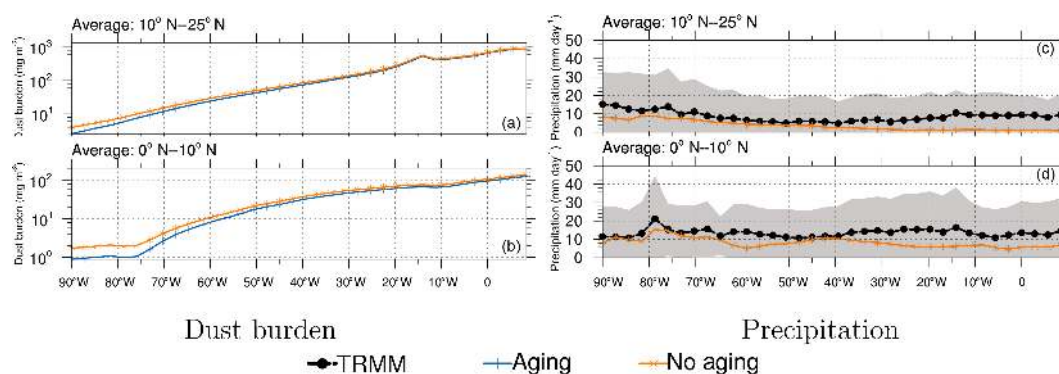 Average: 10° N–25° N
Dust burden (mg m⁻²)
10³
10²
10¹
(a)
Average: 0° N–10° N
Dust burden (mg m⁻²)
10²
10¹
10⁰
(b)
90°W 80°W 70°W 60°W 50°W 40°W 30°W 20°W 10°W 0
Dust burden
Average: 10° N–25° N
Precipitation (mm day⁻¹)
50
40
30
20
10
0
(c)
Average: 0° N–10° N
Precipitation (mm day⁻¹)
50
40
30
20
10
0
(d)
90°W 80°W 70°W 60°W 50°W 40°W 30°W 20°W 10°W 0
Precipitation
TRMM Aging No aging